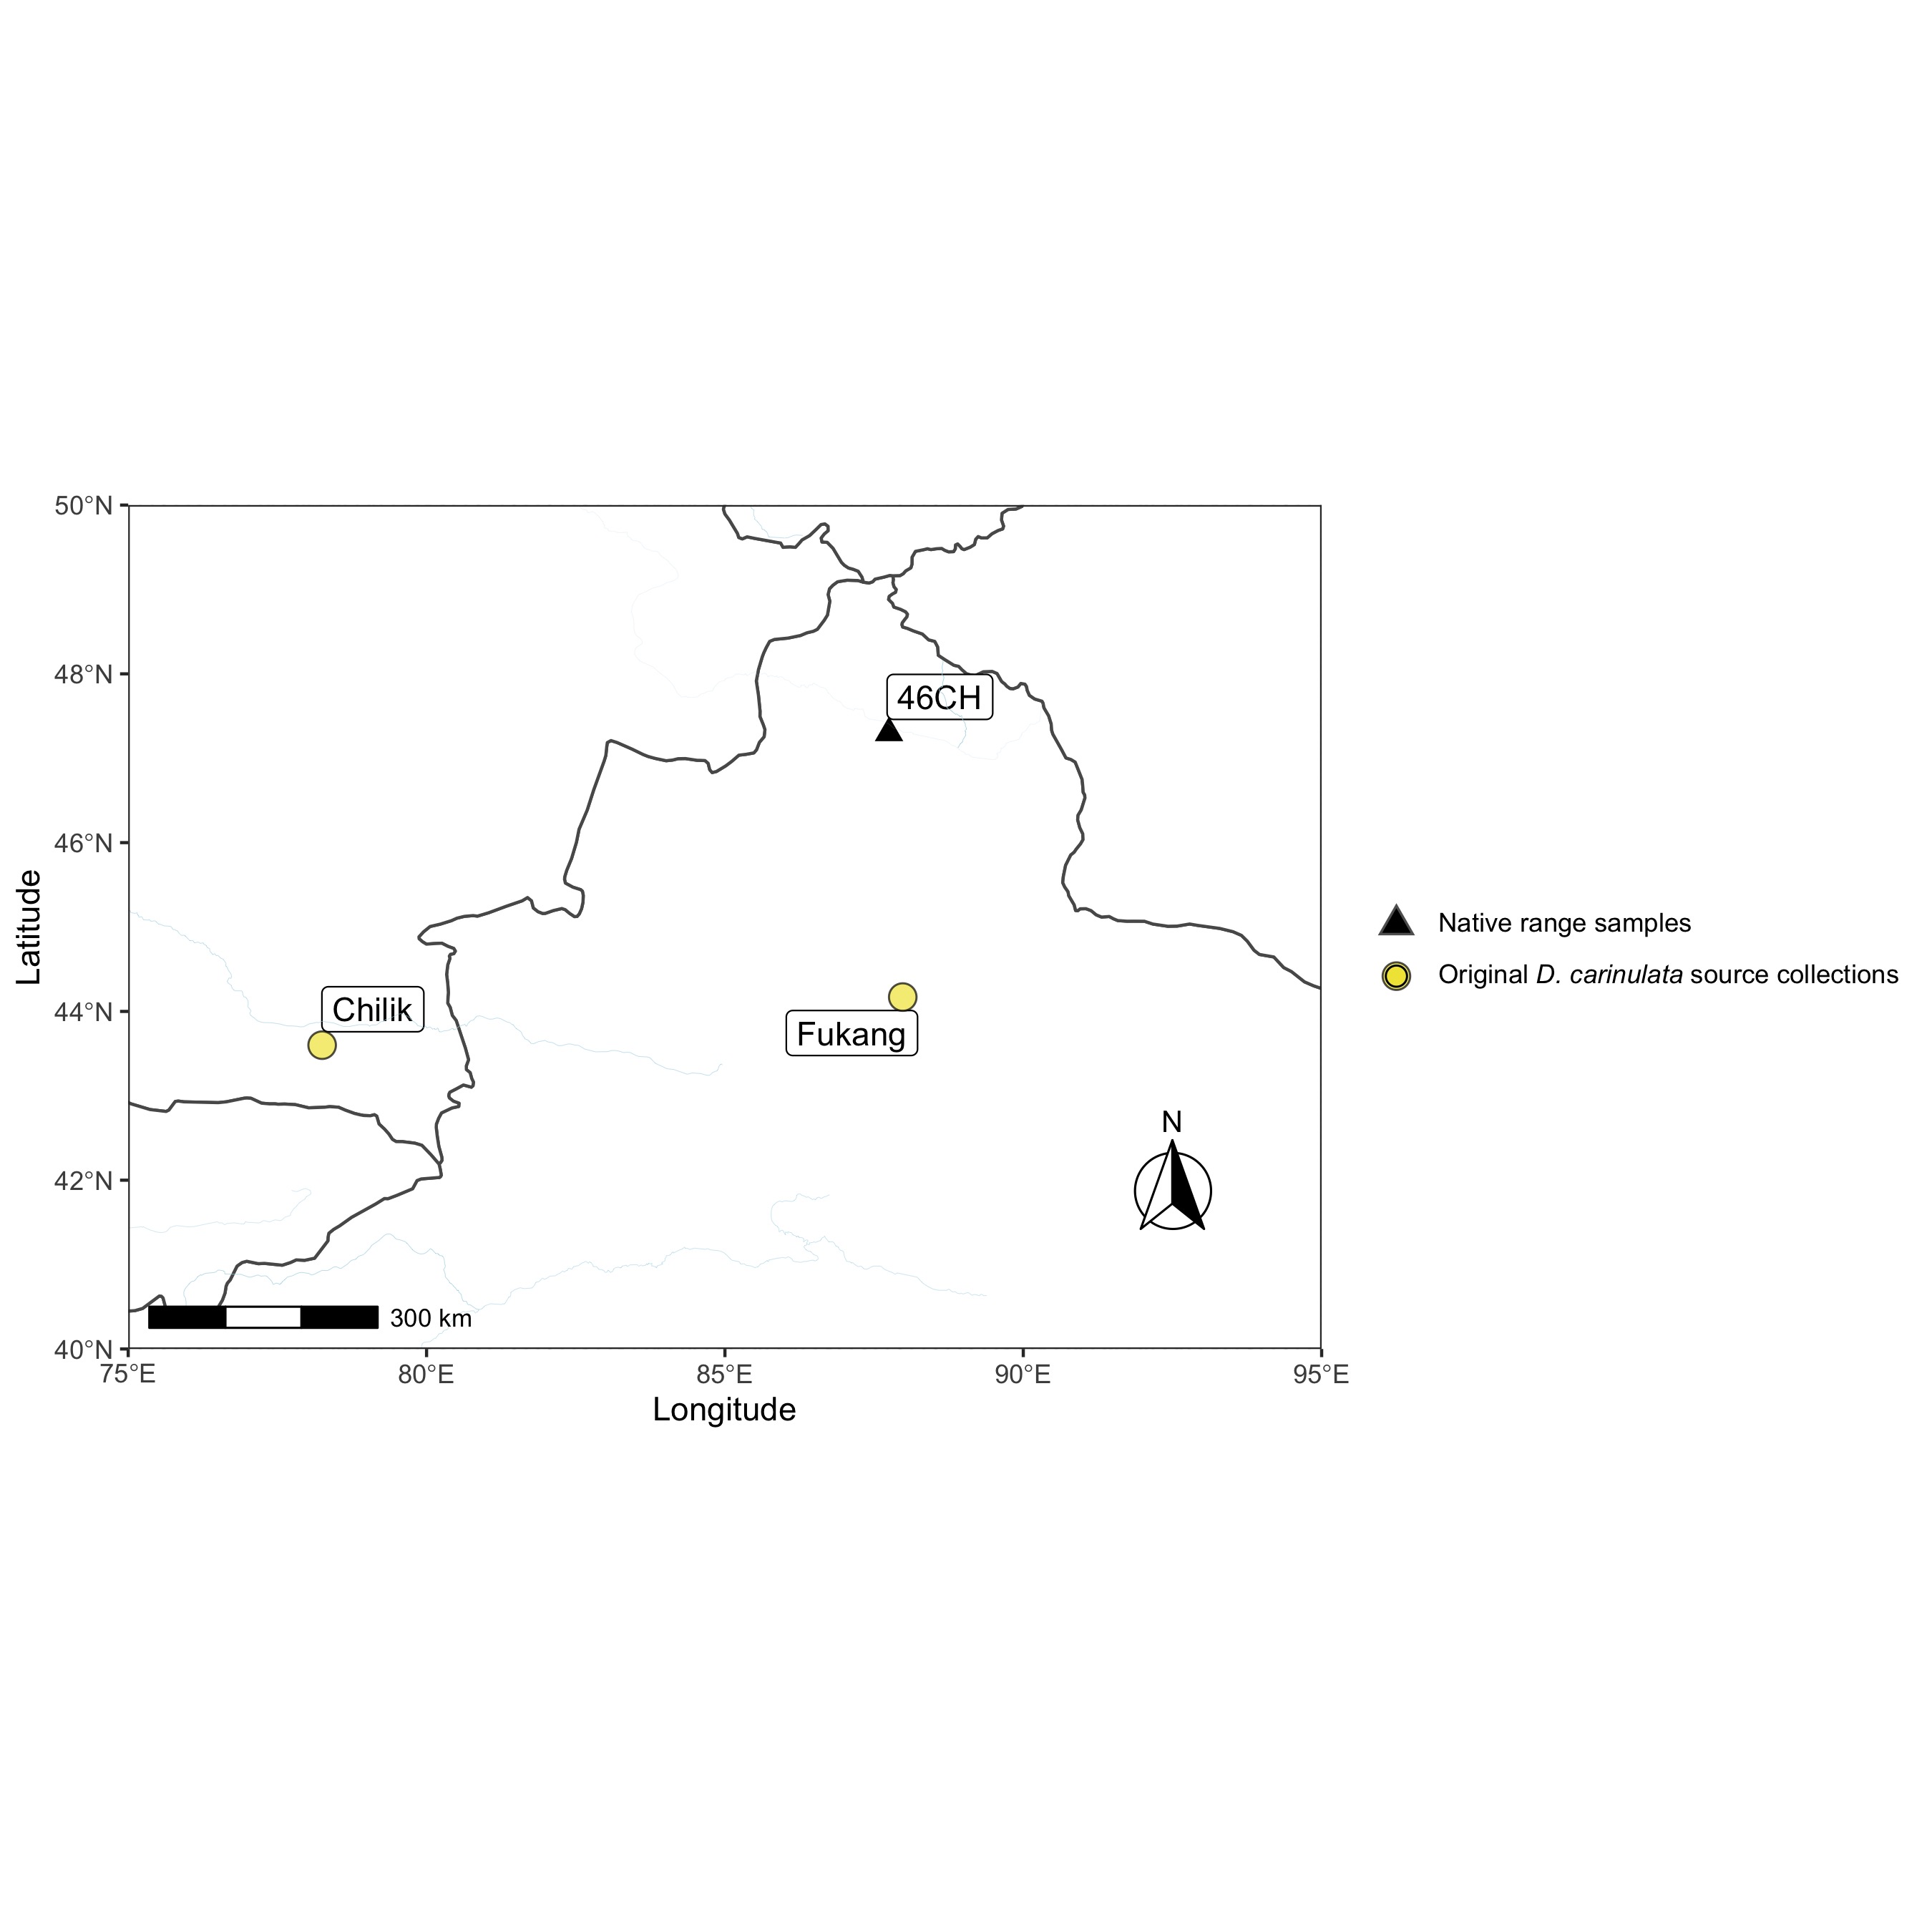 50°N
48°N
46°N
44°N
42°N
40°N
Latitude
75°E
80°E
85°E
90°E
95°E
Longitude
46CH
Chilik
Fukang
N
300 km
Native range samples
Original D. carinulata source collections